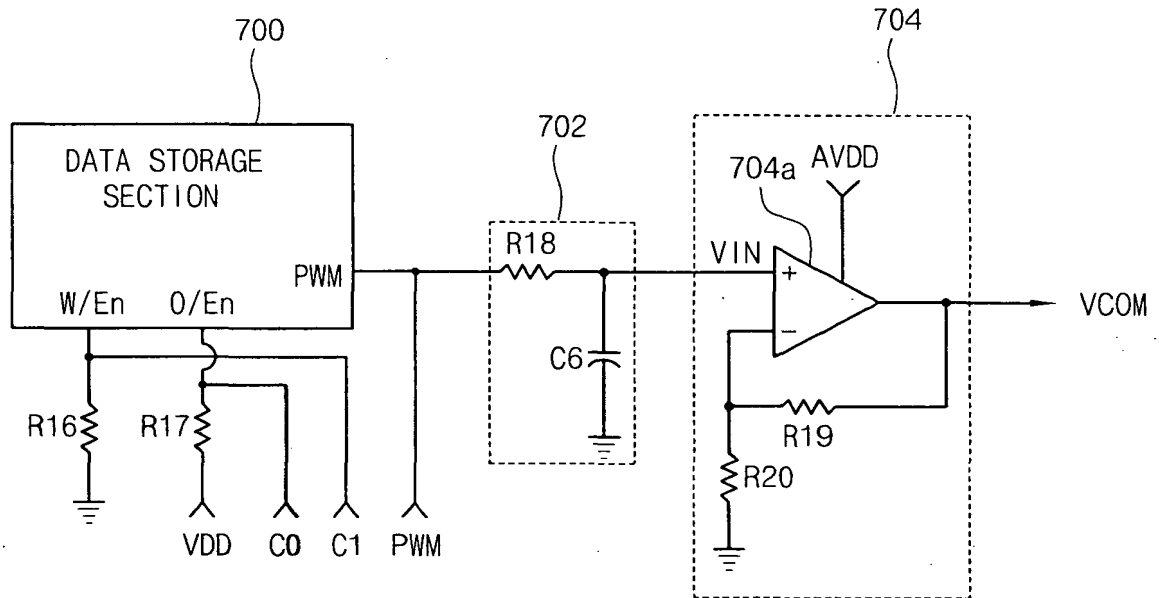 700
704
702
DATA STORAGE
SECTION
704a
AVDD
R18
VIN
PWM
+
W/En
O/En
−
VCOM
C6
R16
R17
R19
R20
VDD
C0
C1
PWM